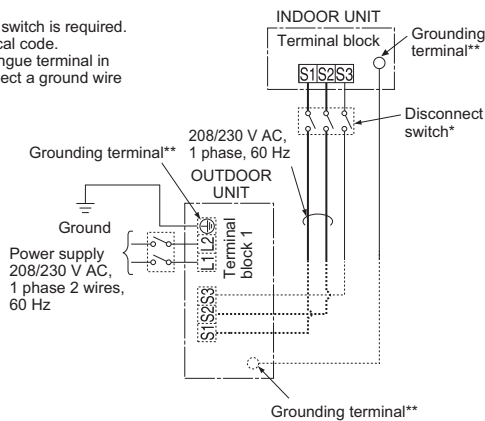 switch is required.
cal code.
ngue terminal in
ect a ground wire
INDOOR UNIT
Terminal block
S1 S2 S3
Grounding
terminal**
Disconnect
switch*
208/230 V AC,
1 phase, 60 Hz
Grounding terminal**
OUTDOOR
UNIT
Ground
Power supply
208/230 V AC,
1 phase 2 wires,
60 Hz
L1 L2
Terminal
block 1
S1 S2 S3
Grounding terminal**